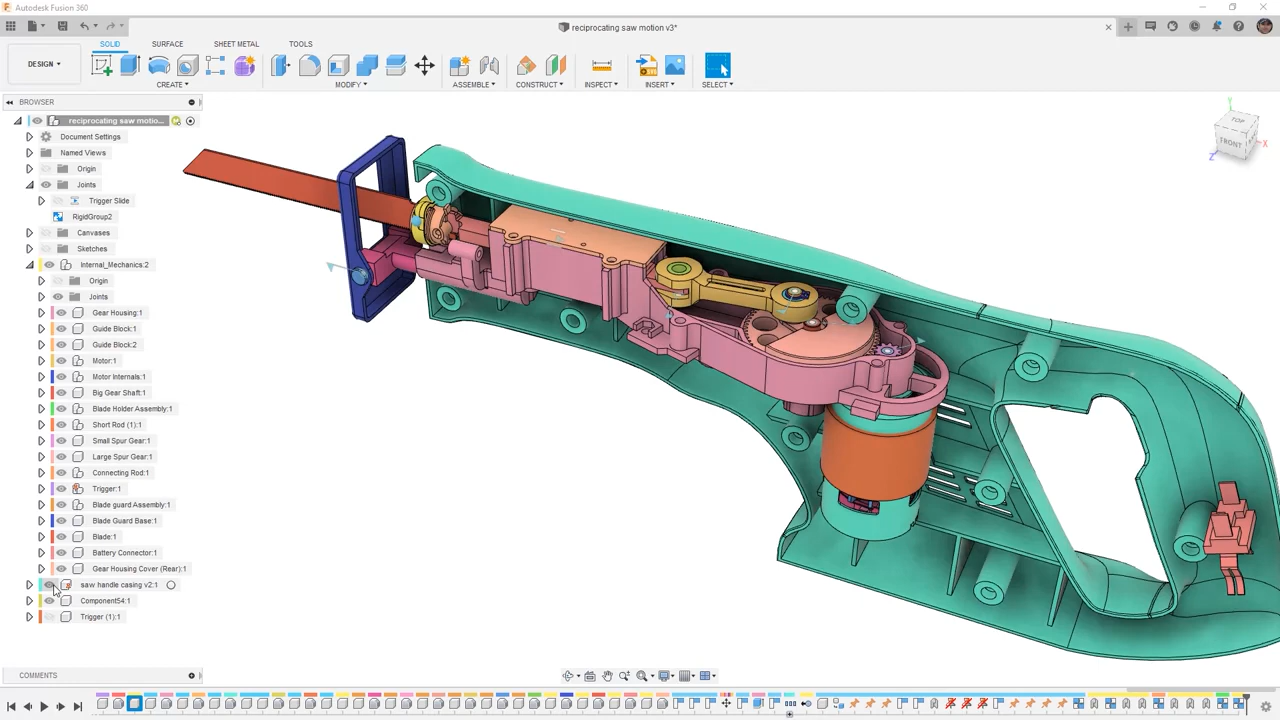 Autodesk Fusion 360
reciprocating saw motion v3*
SOLID
SURFACE
SHEET METAL
TOOLS
DESIGN
CREATE
MODIFY
ASSEMBLE
CONSTRUCT
INSPECT
INSERT
SELECT
BROWSER
reciprocating saw motio...
Document Settings
Named Views
Origin
Joints
Trigger Slide
RigidGroup2
Canvases
Sketches
Internal_Mechanics:2
Origin
Joints
Gear Housing:1
Guide Block:1
Guide Block:2
Motor:1
Motor Internals:1
Big Gear Shaft:1
Blade Holder Assembly:1
Short Rod (1):1
Small Spur Gear:1
Large Spur Gear:1
Connecting Rod:1
Trigger:1
Blade guard Assembly:1
Blade Guard Base:1
Blade:1
Battery Connector:1
Gear Housing Cover (Rear):1
saw handle casing v2:1
Component54:1
Trigger (1):1
COMMENTS
TOP
FRONT
Y
X
Z